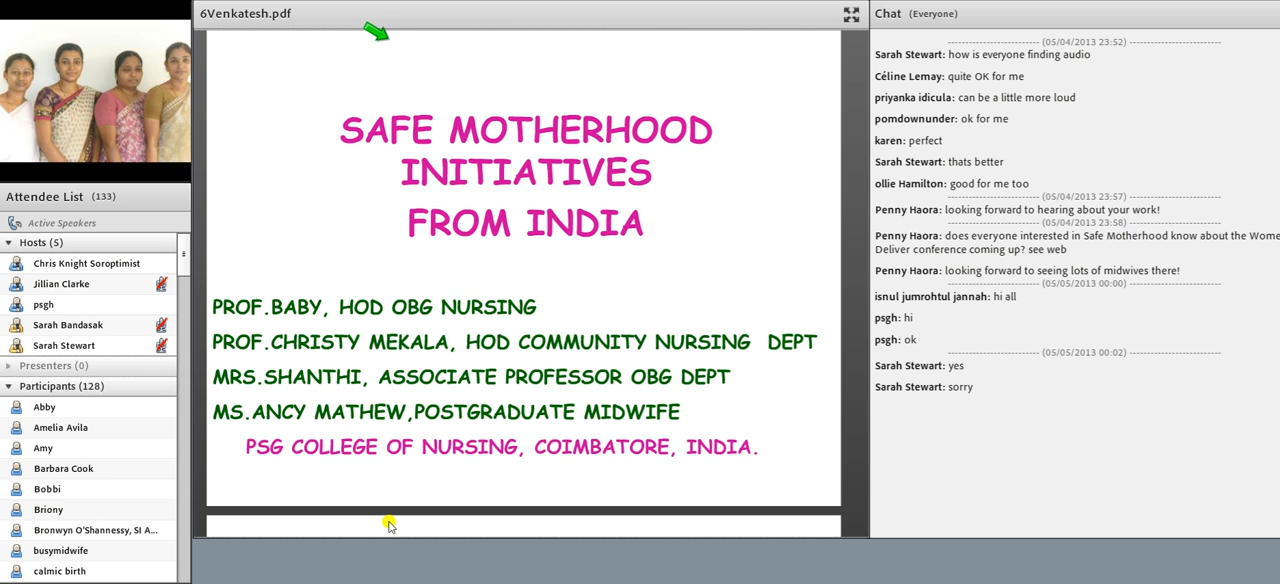 6Venkatesh.pdf
SAFE MOTHERHOOD
INITIATIVES
FROM INDIA
PROF.BABY, HOD OBG NURSING
PROF.CHRISTY MEKALA, HOD COMMUNITY NURSING DEPT
MRS.SHANTHI, ASSOCIATE PROFESSOR OBG DEPT
MS.ANCY MATHEW,POSTGRADUATE MIDWIFE
PSG COLLEGE OF NURSING, COIMBATORE, INDIA.
Attendee List (133)
Active Speakers
Hosts (5)
Chris Knight Soroptimist
Jillian Clarke
psgh
Sarah Bandasak
Sarah Stewart
Presenters (0)
Participants (128)
Abby
Amelia Avila
Amy
Barbara Cook
Bobbi
Briony
Bronwyn O'Shannessy, SI A...
busymidwife
calmic birth
Chat (Everyone)
------------------------- (05/04/2013 23:52) -------------------------
Sarah Stewart: how is everyone finding audio
Céline Lemay: quite OK for me
priyanka idicula: can be a little more loud
pomdownunder: ok for me
karen: perfect
Sarah Stewart: thats better
ollie Hamilton: good for me too
------------------------- (05/04/2013 23:57) -------------------------
Penny Haora: looking forward to hearing about your work!
------------------------- (05/04/2013 23:58) -------------------------
Penny Haora: does everyone interested in Safe Motherhood know about the Wome
Deliver conference coming up? see web
Penny Haora: looking forward to seeing lots of midwives there!
------------------------- (05/05/2013 00:00) -------------------------
isnul jumrohtul jannah: hi all
psgh: hi
psgh: ok
------------------------- (05/05/2013 00:02) -------------------------
Sarah Stewart: yes
Sarah Stewart: sorry